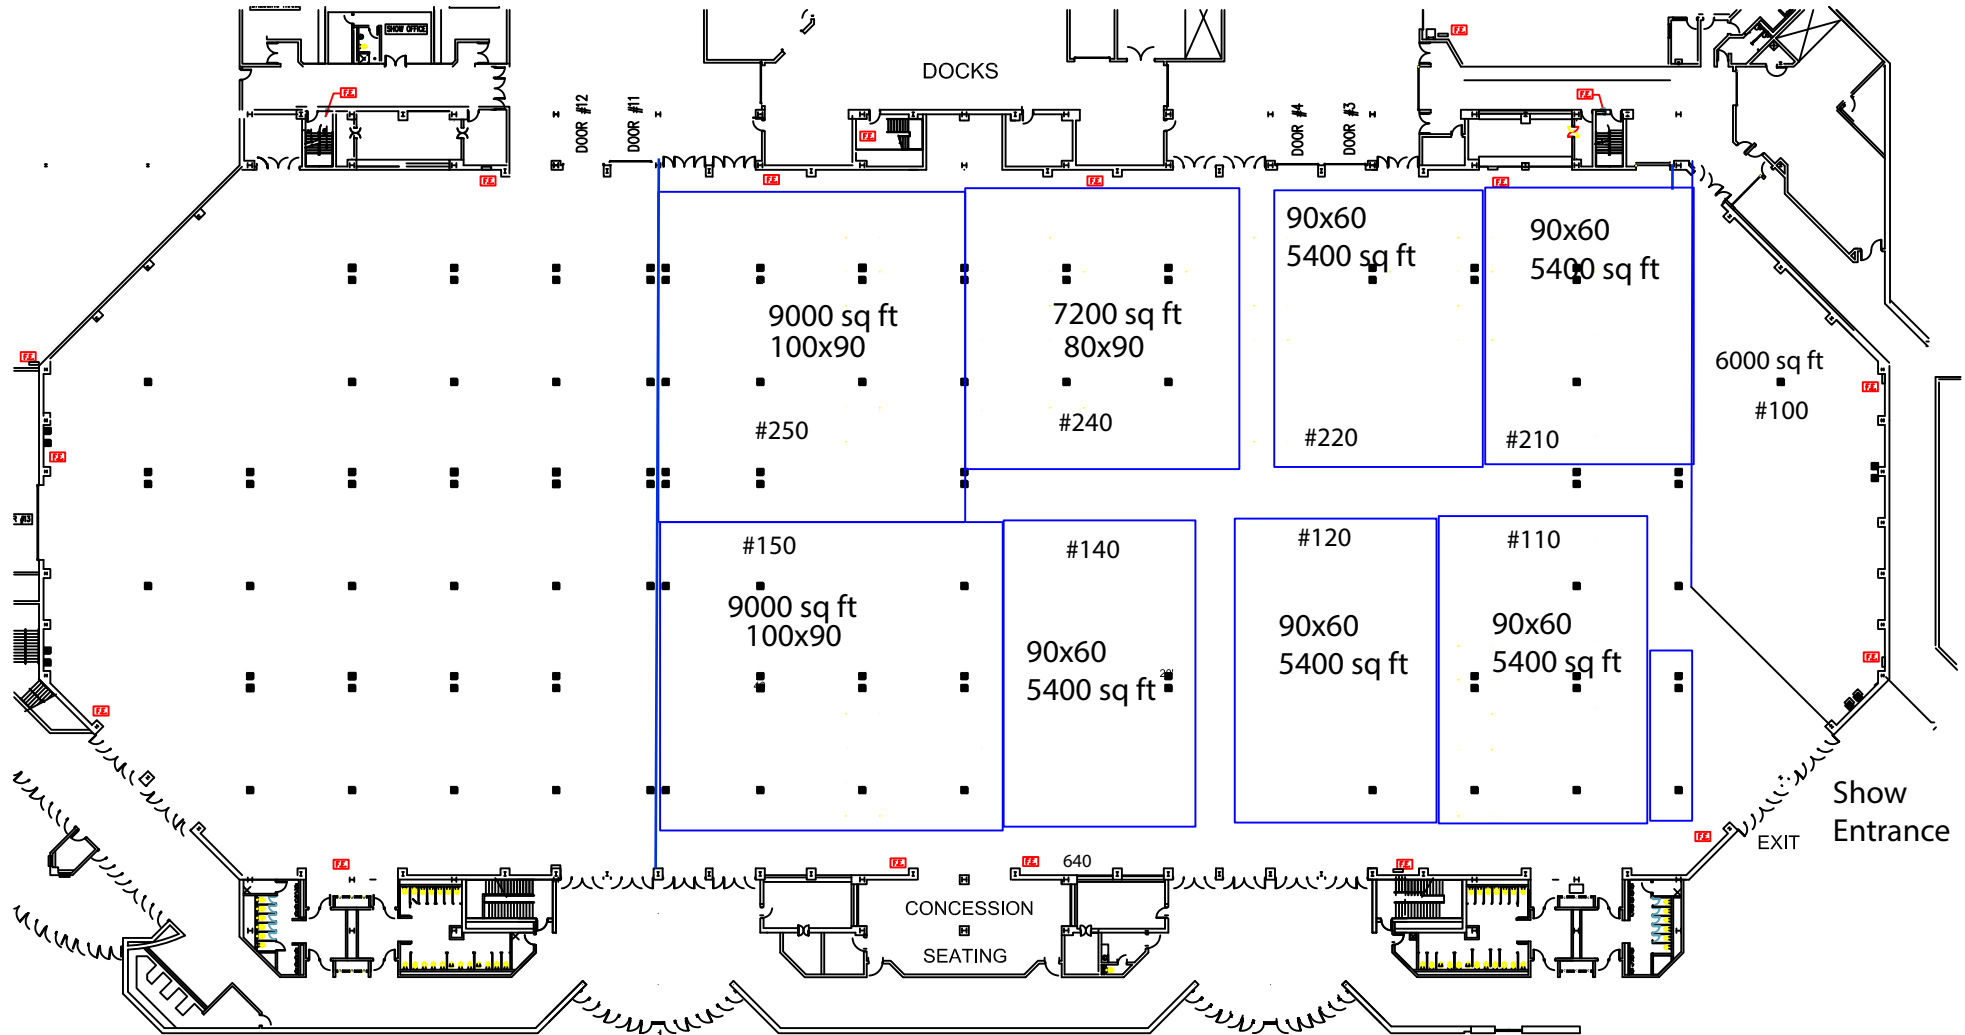 SHOW OFFICE
F.E.
DOCKS
F.E.
F.E.
F.E.
DOOR #12
DOOR #11
DOOR #4
DOOR #3
F.E.
F.E.
F.E.
F.E.
F.E.
90x60
5400 sq ft
90x60
5400 sq ft
9000 sq ft
100x90
7200 sq ft
80x90
6000 sq ft
#100
F.E.
F.E.
#250
#240
#220
#210
F.E.
#150
#140
#120
#110
9000 sq ft
100x90
90x60
5400 sq ft
90x60
5400 sq ft
90x60
5400 sq ft
20'
F.E.
F.E.
Show
Entrance
EXIT
F.E.
F.E.
F.E.
F.E.
640
F.E.
CONCESSION
SEATING